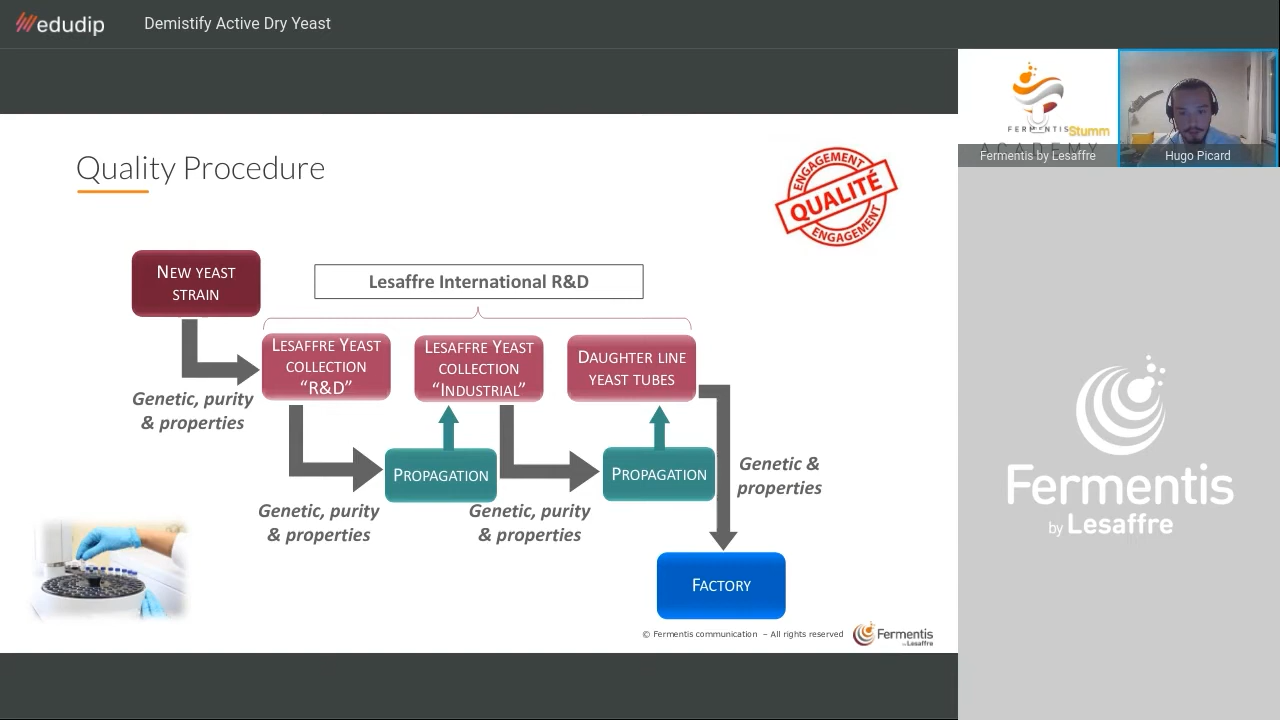 edudip
Demistify Active Dry Yeast
FERMENTIS
Stumm
ACADEMY
Fermentis by Lesaffre
Hugo Picard
Quality Procedure
ENGAGEMENT
QUALITÉ
ENGAGEMENT
NEW YEAST
STRAIN
Lesaffre International R&D
LESAFFRE YEAST
COLLECTION
“R&D”
LESAFFRE YEAST
COLLECTION
“INDUSTRIAL”
DAUGHTER LINE
YEAST TUBES
Genetic, purity
& properties
PROPAGATION
PROPAGATION
Genetic &
properties
Genetic, purity
& properties
Genetic, purity
& properties
FACTORY
© Fermentis communication – All rights reserved
Fermentis
by Lesaffre
Fermentis
by Lesaffre